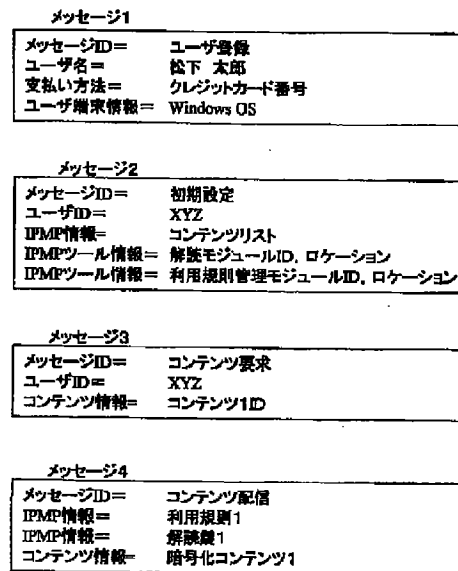 メッセージ1
メッセージID= ユーザ登録
ユーザ名= 松下 太郎
支払い方法= クレジットカード番号
ユーザ端末情報= Windows OS
メッセージ2
メッセージID= 初期設定
ユーザID= XYZ
IPMP情報= コンテンツリスト
IPMPツール情報= 解読モジュールID, ロケーション
IPMPツール情報= 利用規則管理モジュールID, ロケーション
メッセージ3
メッセージID= コンテンツ要求
ユーザID= XYZ
コンテンツ情報= コンテンツ1ID
メッセージ4
メッセージID= コンテンツ配信
IPMP情報= 利用規則1
IPMP情報= 解読鍵1
コンテンツ情報= 暗号化コンテンツ1